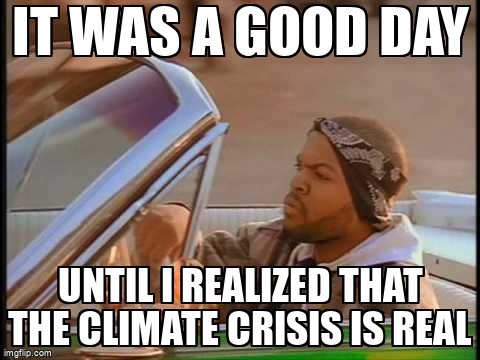 IT WAS A GOOD DAY
UNTIL I REALIZED THAT
THE CLIMATE CRISIS IS REAL
imgflip.com